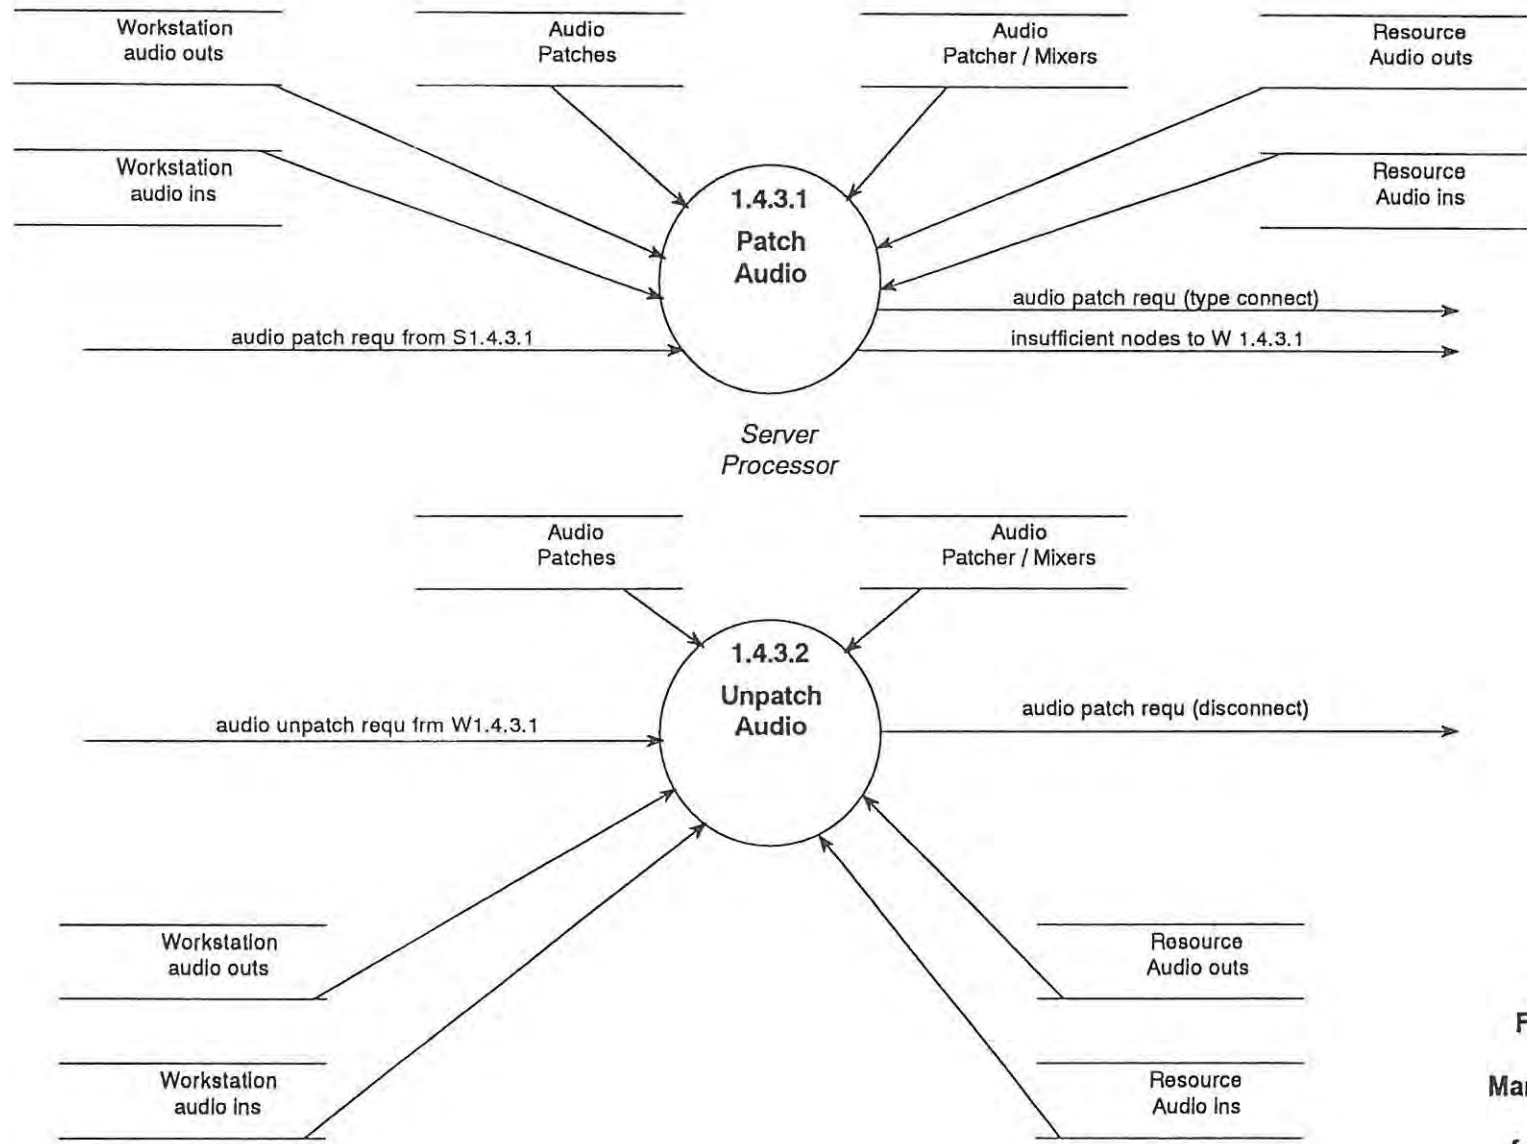 Workstation
audio outs
Audio
Patches
Audio
Patcher / Mixers
Resource
Audio outs
Workstation
audio ins
Resource
Audio ins
1.4.3.1
Patch
Audio
audio patch requ (type connect)
audio patch requ from S1.4.3.1
insufficient nodes to W 1.4.3.1
Server
Processor
Audio
Patches
Audio
Patcher / Mixers
1.4.3.2
Unpatch
Audio
audio unpatch requ frm W1.4.3.1
audio patch requ (disconnect)
Workstation
audio outs
Resource
Audio outs
Workstation
audio ins
Resource
Audio ins